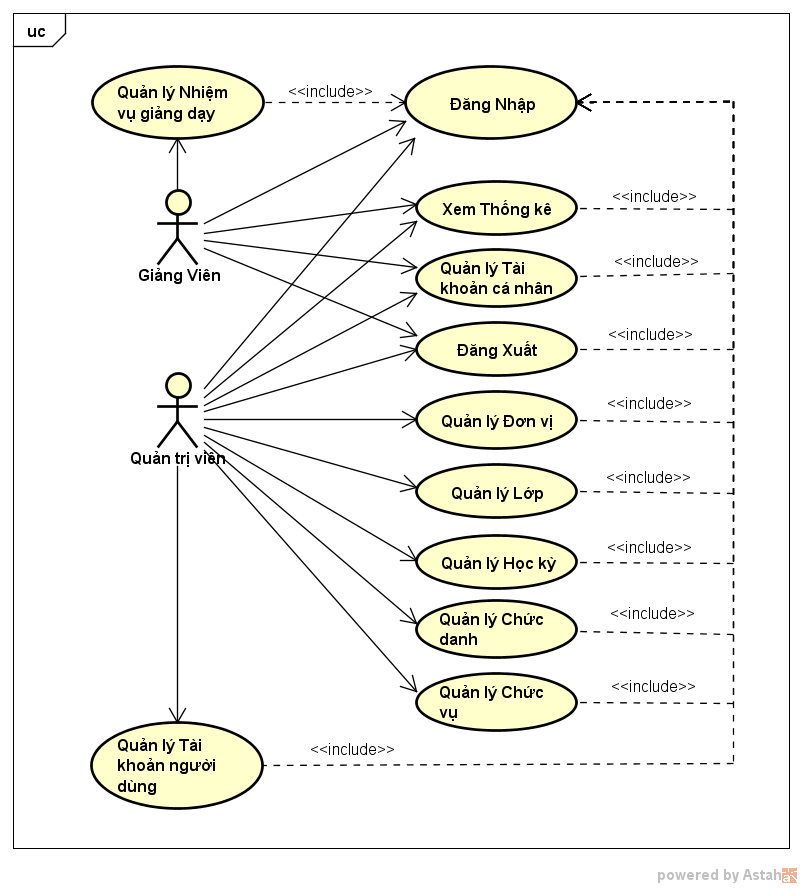 uc
Quản lý Nhiệm
vụ giảng dạy
<<include>>
Đăng Nhập
Giảng Viên
Xem Thống kê
<<include>>
Quản lý Tài
khoản cá nhân
<<include>>
Đăng Xuất
<<include>>
Quản trị viên
Quản lý Đơn vị
<<include>>
Quản lý Lớp
<<include>>
Quản lý Học kỳ
<<include>>
Quản lý Chức
danh
<<include>>
Quản lý Chức
vụ
<<include>>
Quản lý Tài
khoản người
dùng
<<include>>
powered by Astah